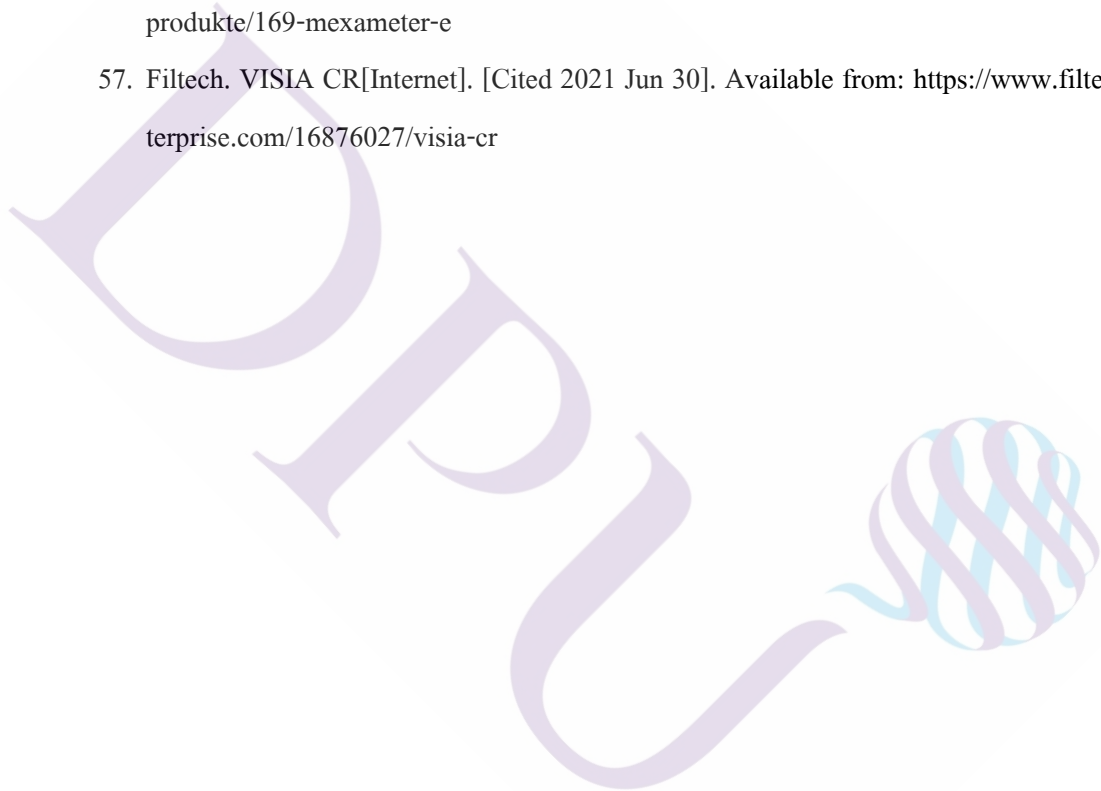 produkte/169-mexameter-e
57. Filtech. VISIA CR[Internet]. [Cited 2021 Jun 30]. Available from: https://www.filte
terprise.com/16876027/visia-cr
DPU